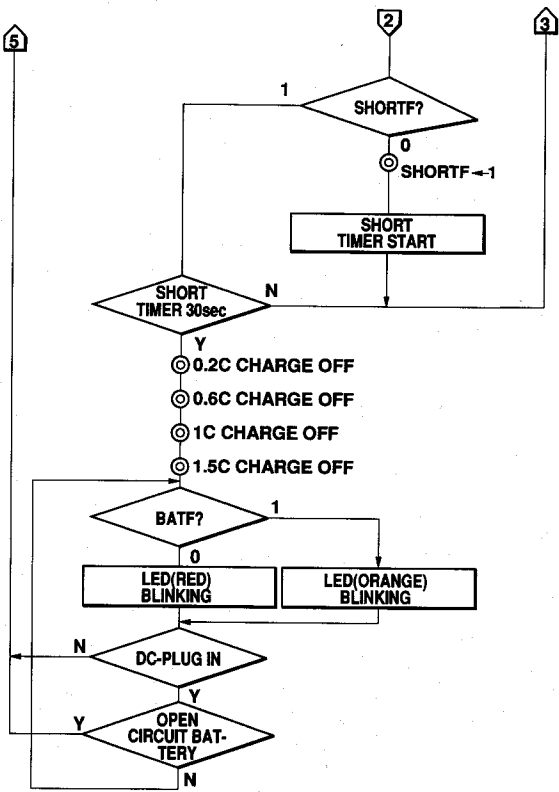 5
2
3
1
SHORTF?
0
SHORTF←1
SHORT
TIMER START
SHORT
TIMER 30sec
N
Y
0.2C CHARGE OFF
0.6C CHARGE OFF
1C CHARGE OFF
1.5C CHARGE OFF
BATF?
1
0
LED(RED)
BLINKING
LED(ORANGE)
BLINKING
N
DC-PLUG IN
Y
Y
OPEN
CIRCUIT BAT-
TERY
N